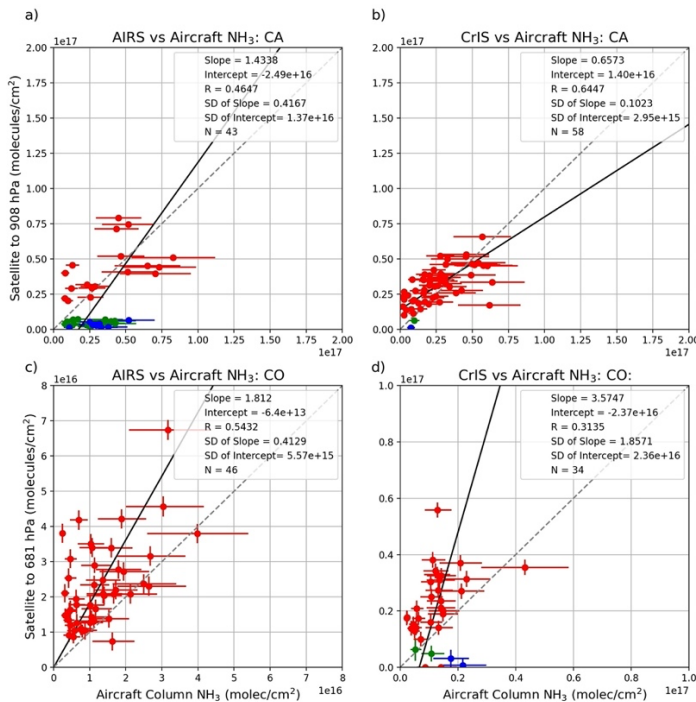 a)
AIRS vs Aircraft NH3: CA
1e17
2.00
1.75
1.50
1.25
1.00
0.75
0.50
0.25
0.00
Slope = 1.4338
Intercept = -2.49e+16
R = 0.4647
SD of Slope = 0.4167
SD of Intercept= 1.37e+16
N = 43
0.00 0.25 0.50 0.75 1.00 1.25 1.50 1.75 2.00
1e17
Satellite to 908 hPa (molecules/cm²)
b)
CrIS vs Aircraft NH3: CA
1e17
2.00
1.75
1.50
1.25
1.00
0.75
0.50
0.25
0.00
Slope = 0.6573
Intercept = 1.40e+16
R = 0.6447
SD of Slope = 0.1023
SD of Intercept= 2.95e+15
N = 58
0.00 0.25 0.50 0.75 1.00 1.25 1.50 1.75 2.00
1e17
c)
AIRS vs Aircraft NH3: CO
1e16
8
7
6
5
4
3
2
1
0
Slope = 1.812
Intercept = -6.4e+13
R = 0.5432
SD of Slope = 0.4129
SD of Intercept= 5.57e+15
N = 46
0 1 2 3 4 5 6 7 8
Aircraft Column NH3 (molec/cm²)
1e16
Satellite to 681 hPa (molecules/cm²)
d)
CrIS vs Aircraft NH3: CO:
1e17
1.0
0.8
0.6
0.4
0.2
0.0
Slope = 3.5747
Intercept = -2.37e+16
R = 0.3135
SD of Slope = 1.8571
SD of Intercept = 2.36e+16
N = 34
0.0 0.2 0.4 0.6 0.8 1.0
Aircraft Column NH3 (molec/cm²)
1e17